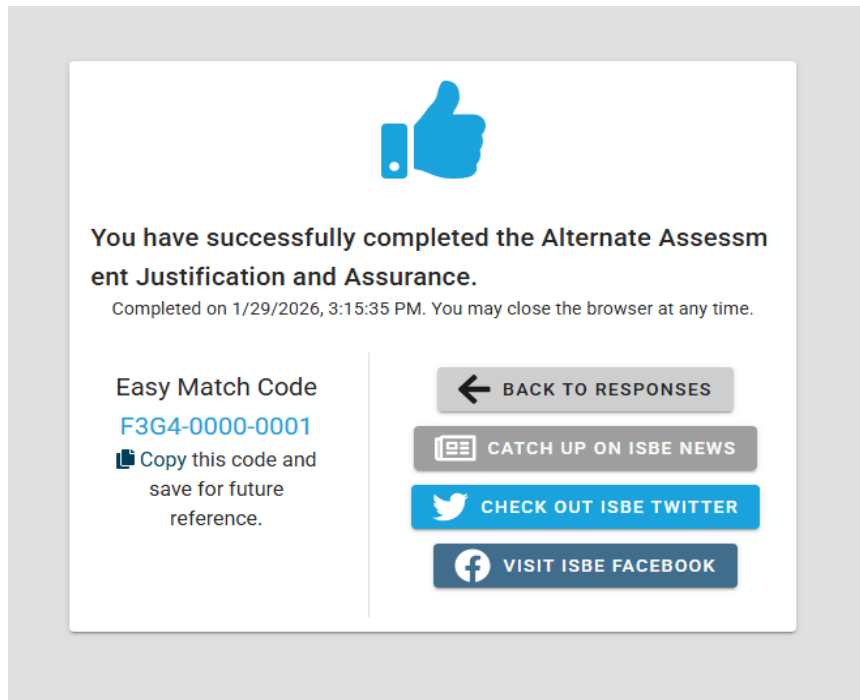 You have successfully completed the Alternate Assessm
ent Justification and Assurance.
Completed on 1/29/2026, 3:15:35 PM. You may close the browser at any time.
Easy Match Code
F3G4-0000-0001
Copy this code and
save for future
reference.
BACK TO RESPONSES
CATCH UP ON ISBE NEWS
CHECK OUT ISBE TWITTER
VISIT ISBE FACEBOOK